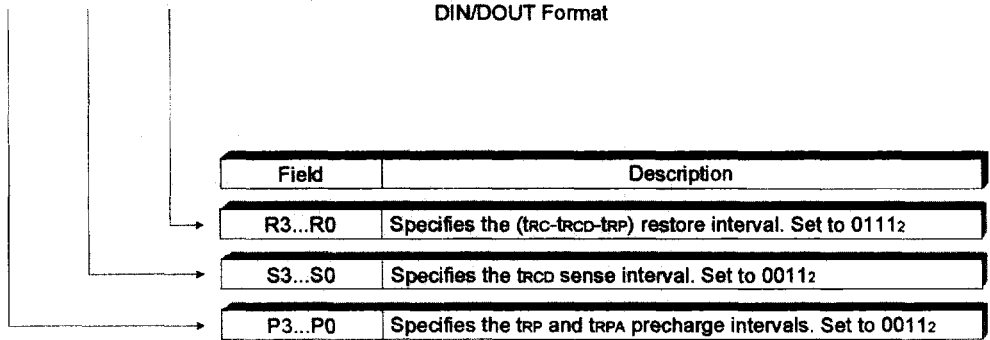 DIN/DOUT Format
Field Description
R3...R0 Specifies the (tRC-tRCD-tRP) restore interval. Set to 01112
S3...S0 Specifies the tRCD sense interval. Set to 00112
P3...P0 Specifies the tRP and tRPA precharge intervals. Set to 00112